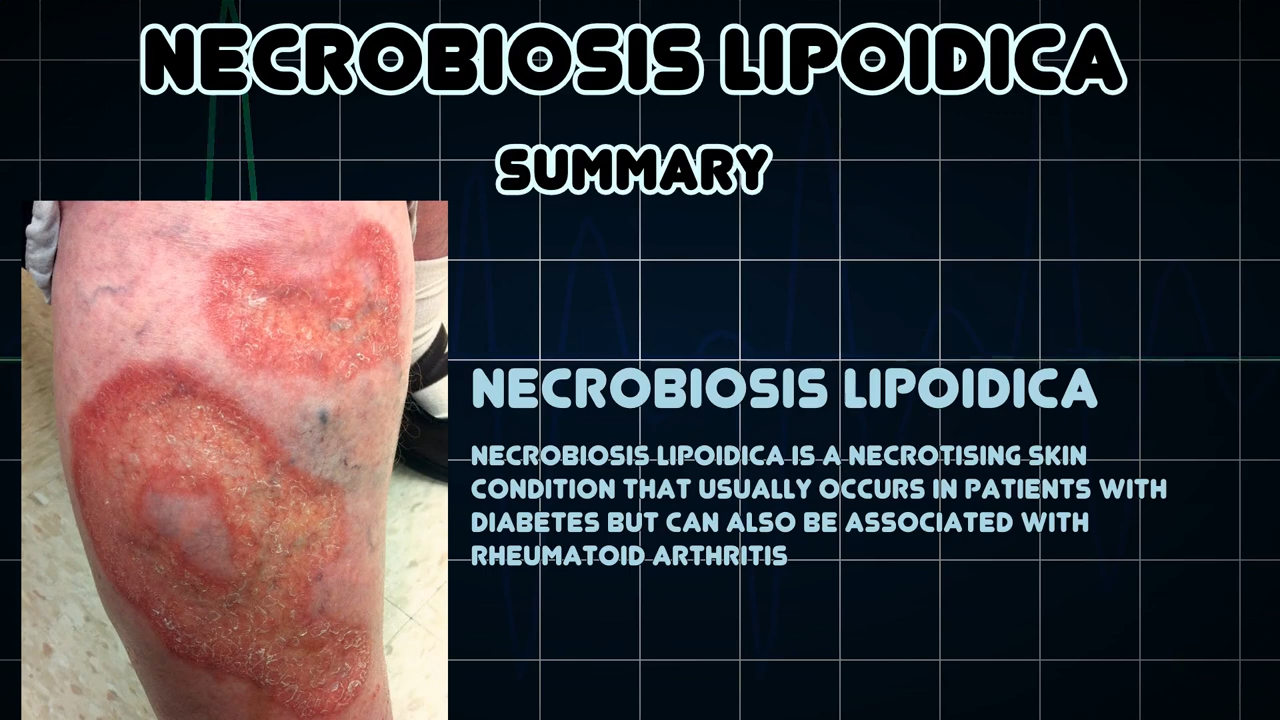 NECROBIOSIS LIPOIDICA
SUMMARY
NECROBIOSIS LIPOIDICA
NECROBIOSIS LIPOIDICA IS A NECROTISING SKIN
CONDITION THAT USUALLY OCCURS IN PATIENTS WITH
DIABETES BUT CAN ALSO BE ASSOCIATED WITH
RHEUMATOID ARTHRITIS